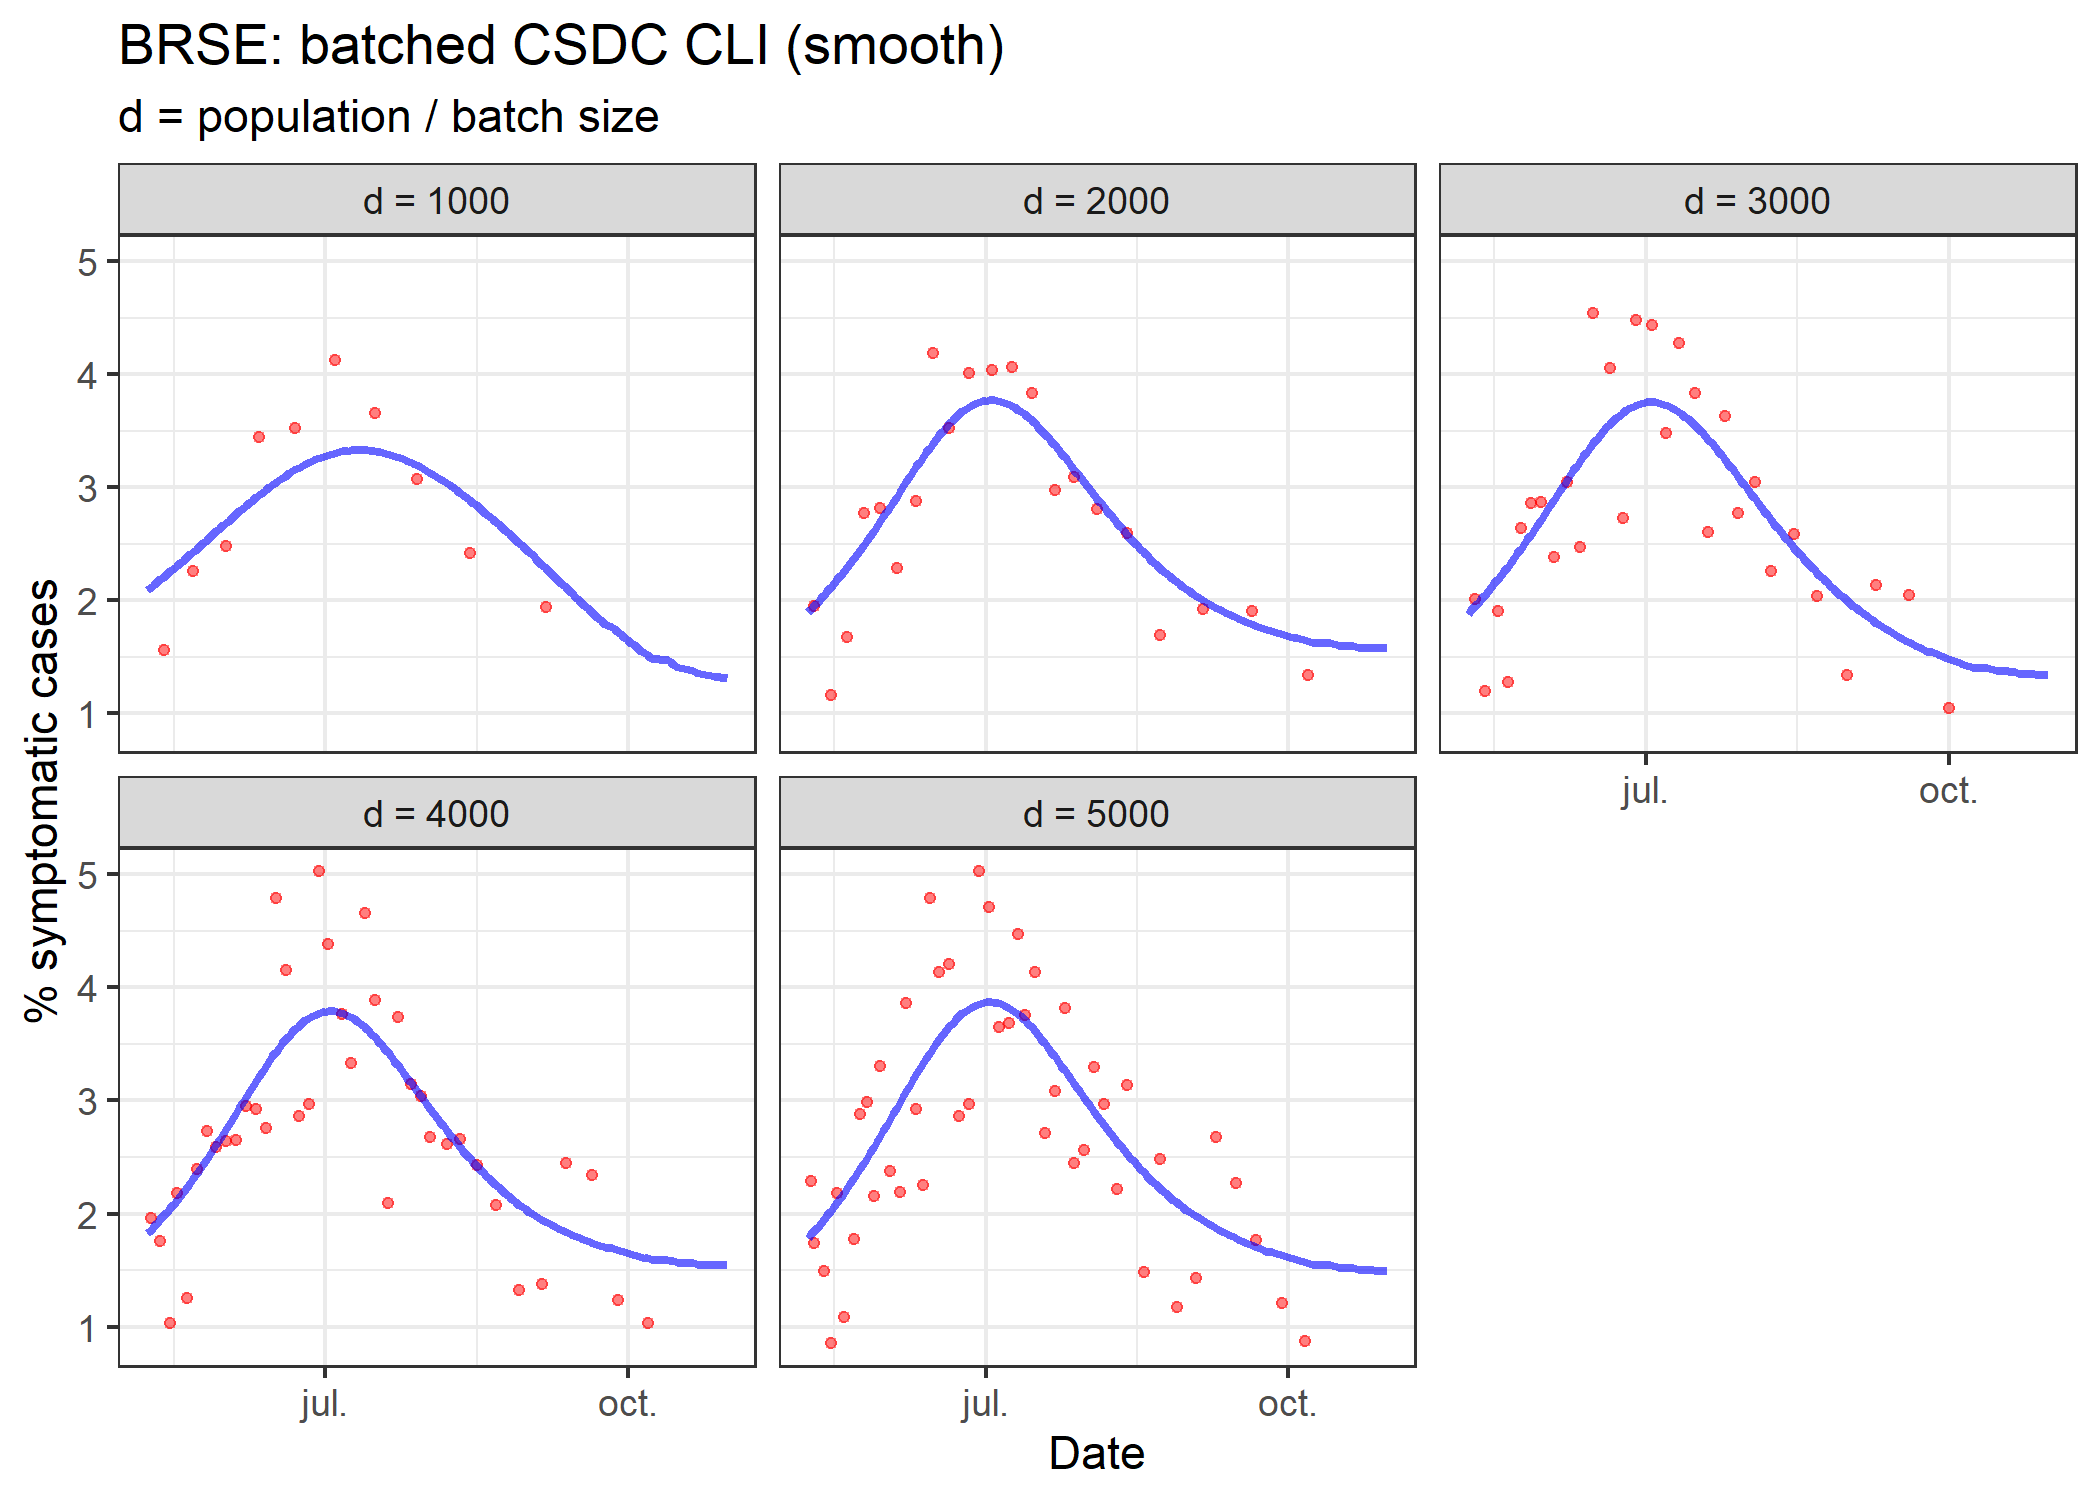 BRSE: batched CSDC CLI (smooth)
d = population / batch size
d = 1000
d = 2000
d = 3000
5
4
3
2
1
jul.
oct.
d = 4000
d = 5000
5
4
3
2
1
jul.
oct.
jul.
oct.
% symptomatic cases
Date